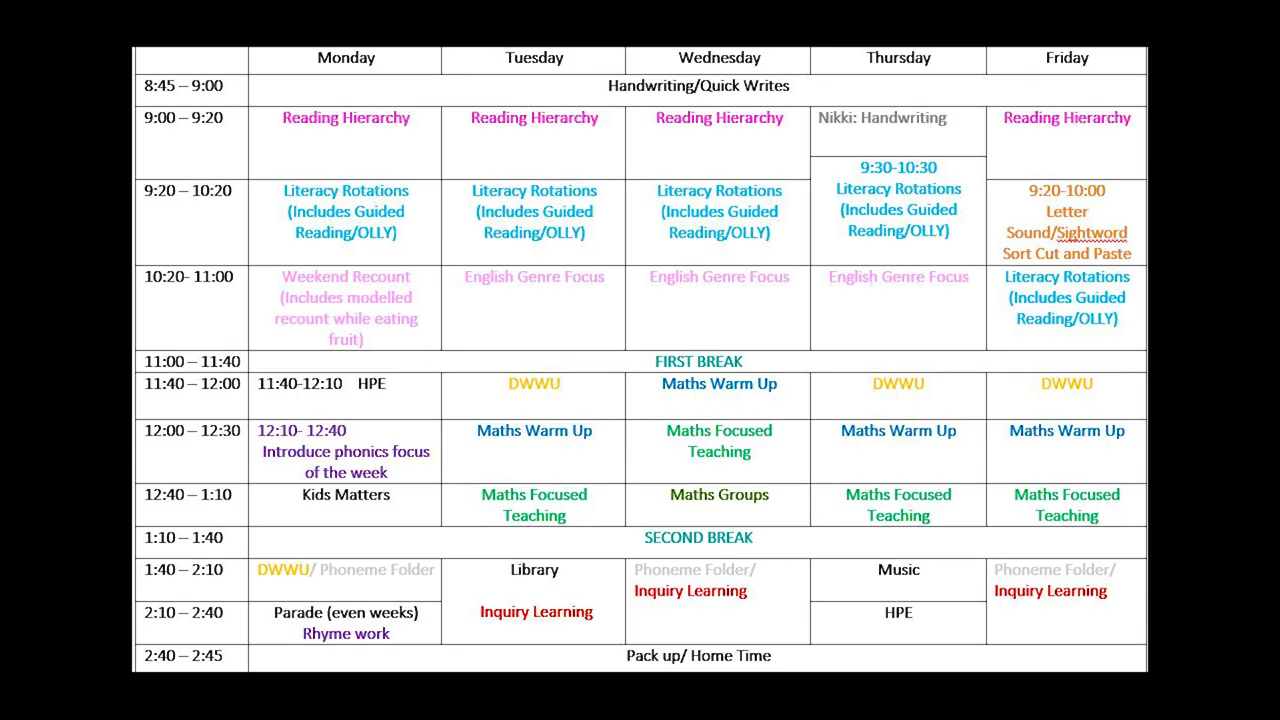 Monday Tuesday Wednesday Thursday Friday
8:45 – 9:00 Handwriting/Quick Writes
9:00 – 9:20 Reading Hierarchy Reading Hierarchy Reading Hierarchy Nikki: Handwriting Reading Hierarchy
9:30-10:30
9:20 – 10:20 Literacy Rotations Literacy Rotations Literacy Rotations Literacy Rotations 9:20-10:00
(Includes Guided (Includes Guided (Includes Guided (Includes Guided Letter
Reading/OLLY) Reading/OLLY) Reading/OLLY) Reading/OLLY) Sound/Sightword
Sort Cut and Paste
10:20- 11:00 Weekend Recount English Genre Focus English Genre Focus English Genre Focus Literacy Rotations
(Includes modelled (Includes Guided
recount while eating Reading/OLLY)
fruit)
11:00 – 11:40 FIRST BREAK
11:40 – 12:00 11:40-12:10 HPE DWWU Maths Warm Up DWWU DWWU
12:00 – 12:30 12:10- 12:40 Maths Warm Up Maths Focused Maths Warm Up Maths Warm Up
Introduce phonics focus Teaching
of the week
12:40 – 1:10 Kids Matters Maths Focused Maths Groups Maths Focused Maths Focused
Teaching Teaching Teaching
1:10 – 1:40 SECOND BREAK
1:40 – 2:10 DWWU/ Phoneme Folder Library Phoneme Folder/ Music Phoneme Folder/
Inquiry Learning Inquiry Learning
2:10 – 2:40 Parade (even weeks) Inquiry Learning HPE
Rhyme work
2:40 – 2:45 Pack up/ Home Time